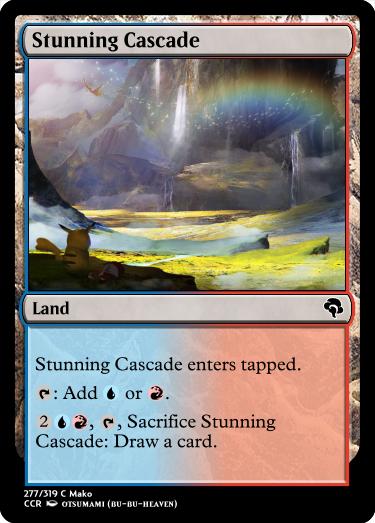 Stunning Cascade
Land
Stunning Cascade enters tapped.
: Add or .
2 , , Sacrifice Stunning
Cascade: Draw a card.
277/319 C Mako
CCR OTSUMAMI (BU-BU-HEAVEN)